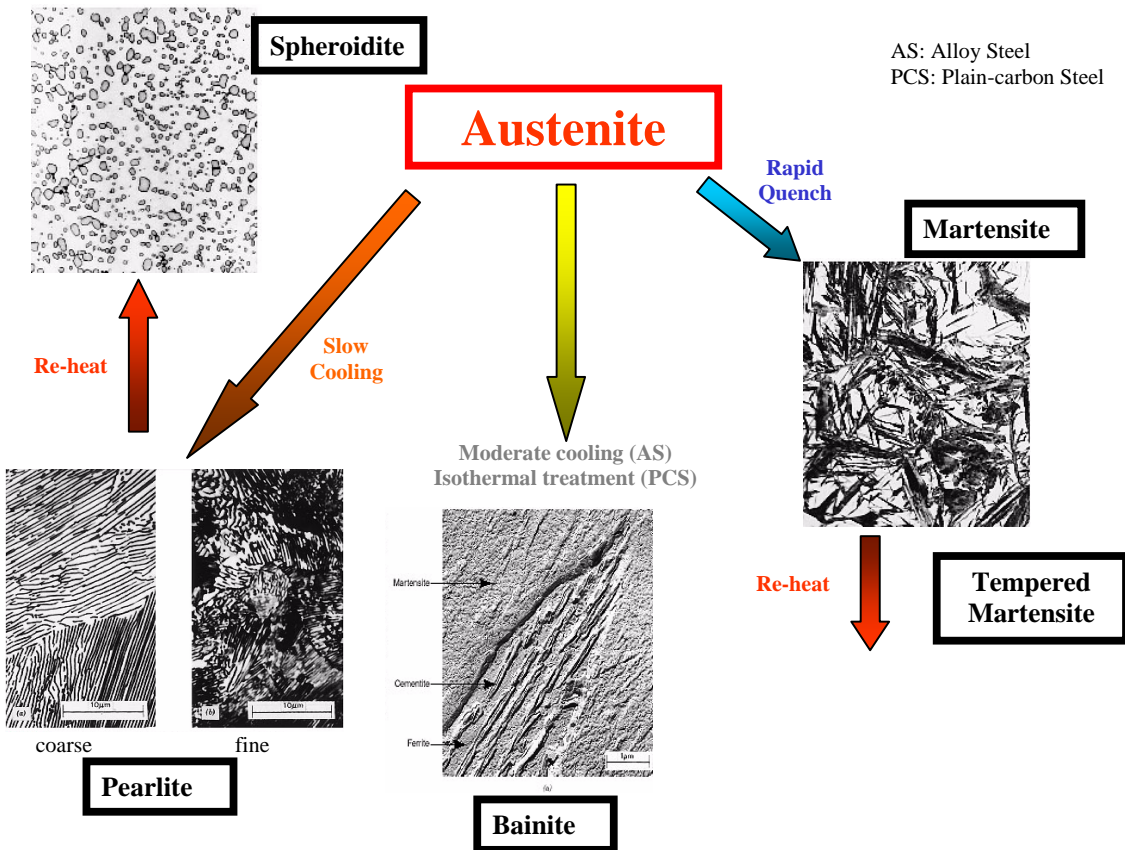 Spheroidite
AS: Alloy Steel
PCS: Plain-carbon Steel
Austenite
Rapid
Quench
Martensite
Re-heat
Slow
Cooling
Moderate cooling (AS)
Isothermal treatment (PCS)
Martensite
Cementite
Ferrite
1μm
(a)
Re-heat
Tempered
Martensite
(a)
10μm
(b)
10μm
coarse
fine
Pearlite
Bainite